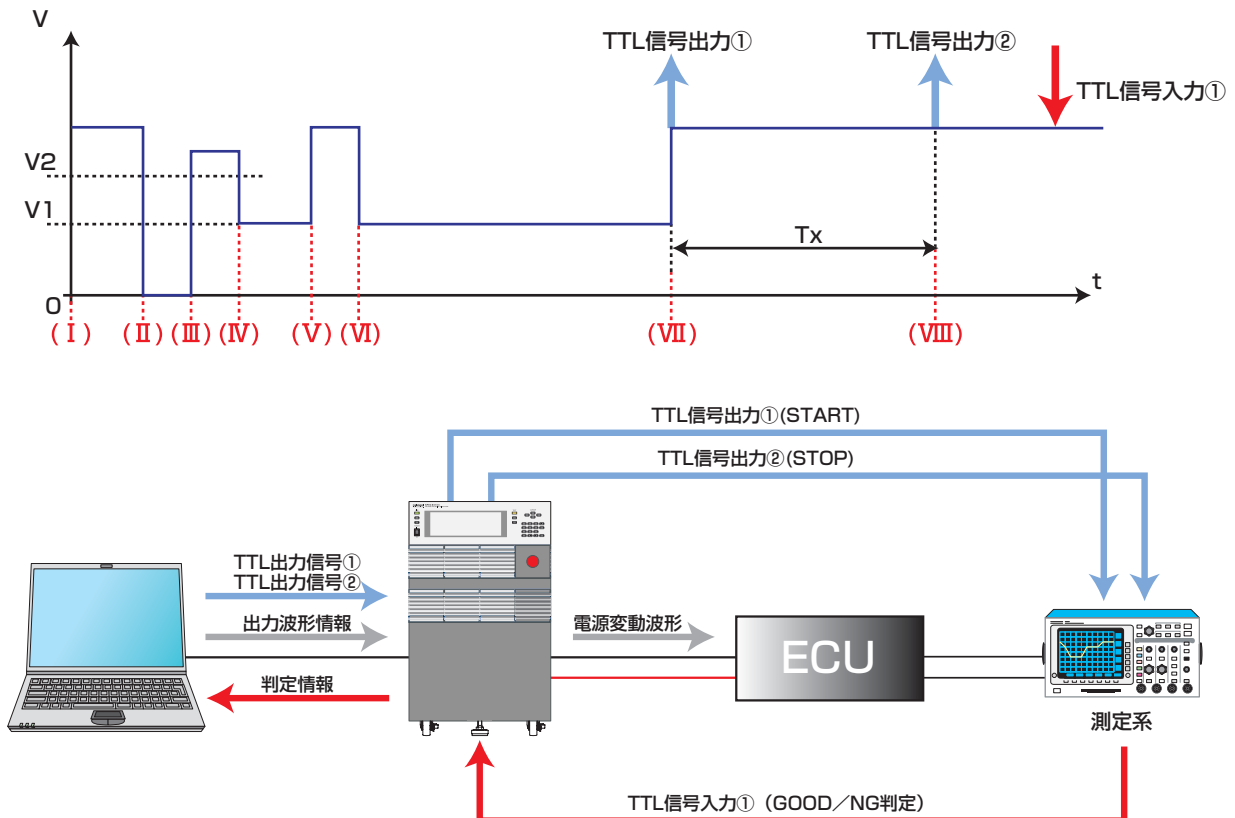 V
TTL信号出力①
TTL信号出力②
TTL信号入力①
V2
V1
Tx
0
t
(Ⅰ) (Ⅱ) (Ⅲ) (Ⅳ) (Ⅴ) (Ⅵ) (Ⅶ) (Ⅷ)
TTL信号出力①(START)
TTL信号出力②(STOP)
TTL出力信号①
TTL出力信号②
出力波形情報
電源変動波形
ECU
判定情報
測定系
TTL信号入力①（GOOD／NG判定）